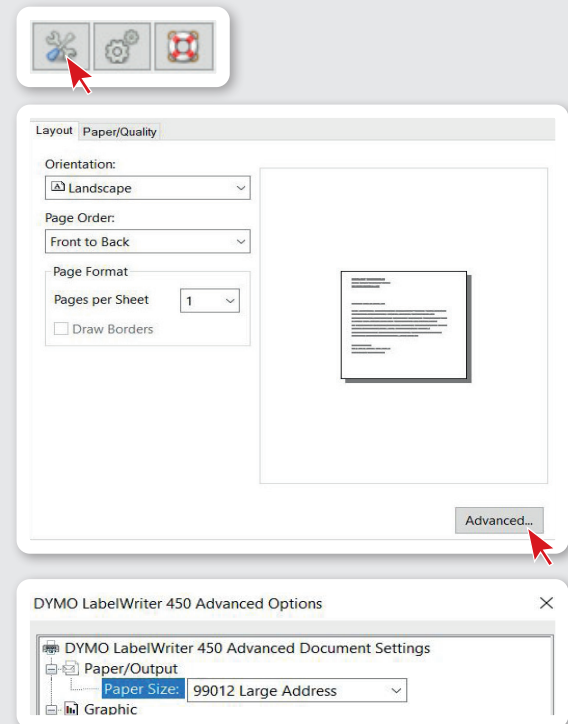 Layout Paper/Quality
Orientation:
Landscape
Page Order:
Front to Back
Page Format
Pages per Sheet 1
Draw Borders
Advanced...
DYMO LabelWriter 450 Advanced Options
DYMO LabelWriter 450 Advanced Document Settings
Paper/Output
Paper Size: 99012 Large Address
Graphic